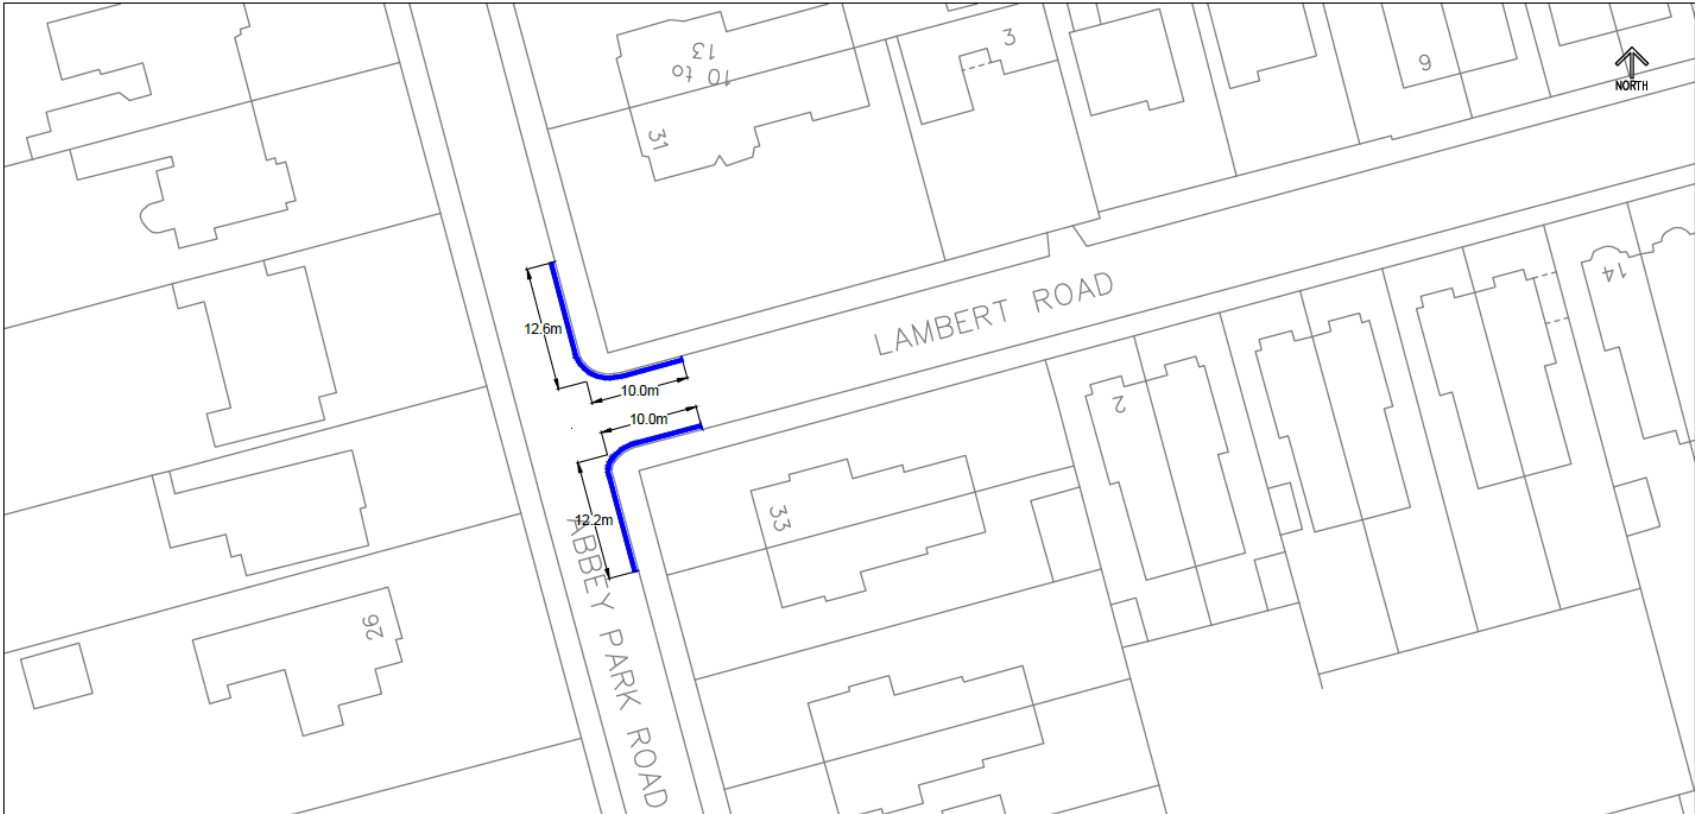 3
10 to
13
6
NORTH
31
14
LAMBERT ROAD
12.6m
10.0m
10.0m
2
12.2m
33
ABBEY PARK ROAD
26